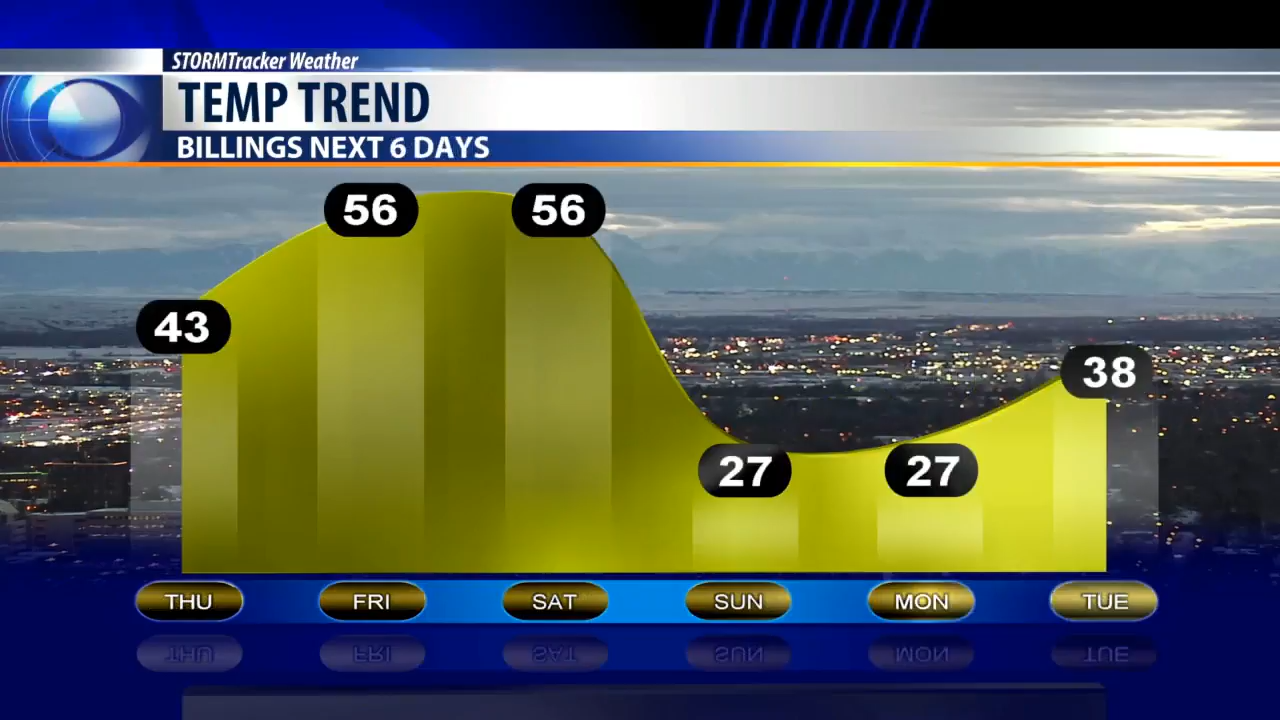 STORMTracker Weather
TEMP TREND
BILLINGS NEXT 6 DAYS
56
56
43
38
27
27
THU
FRI
SAT
SUN
MON
TUE